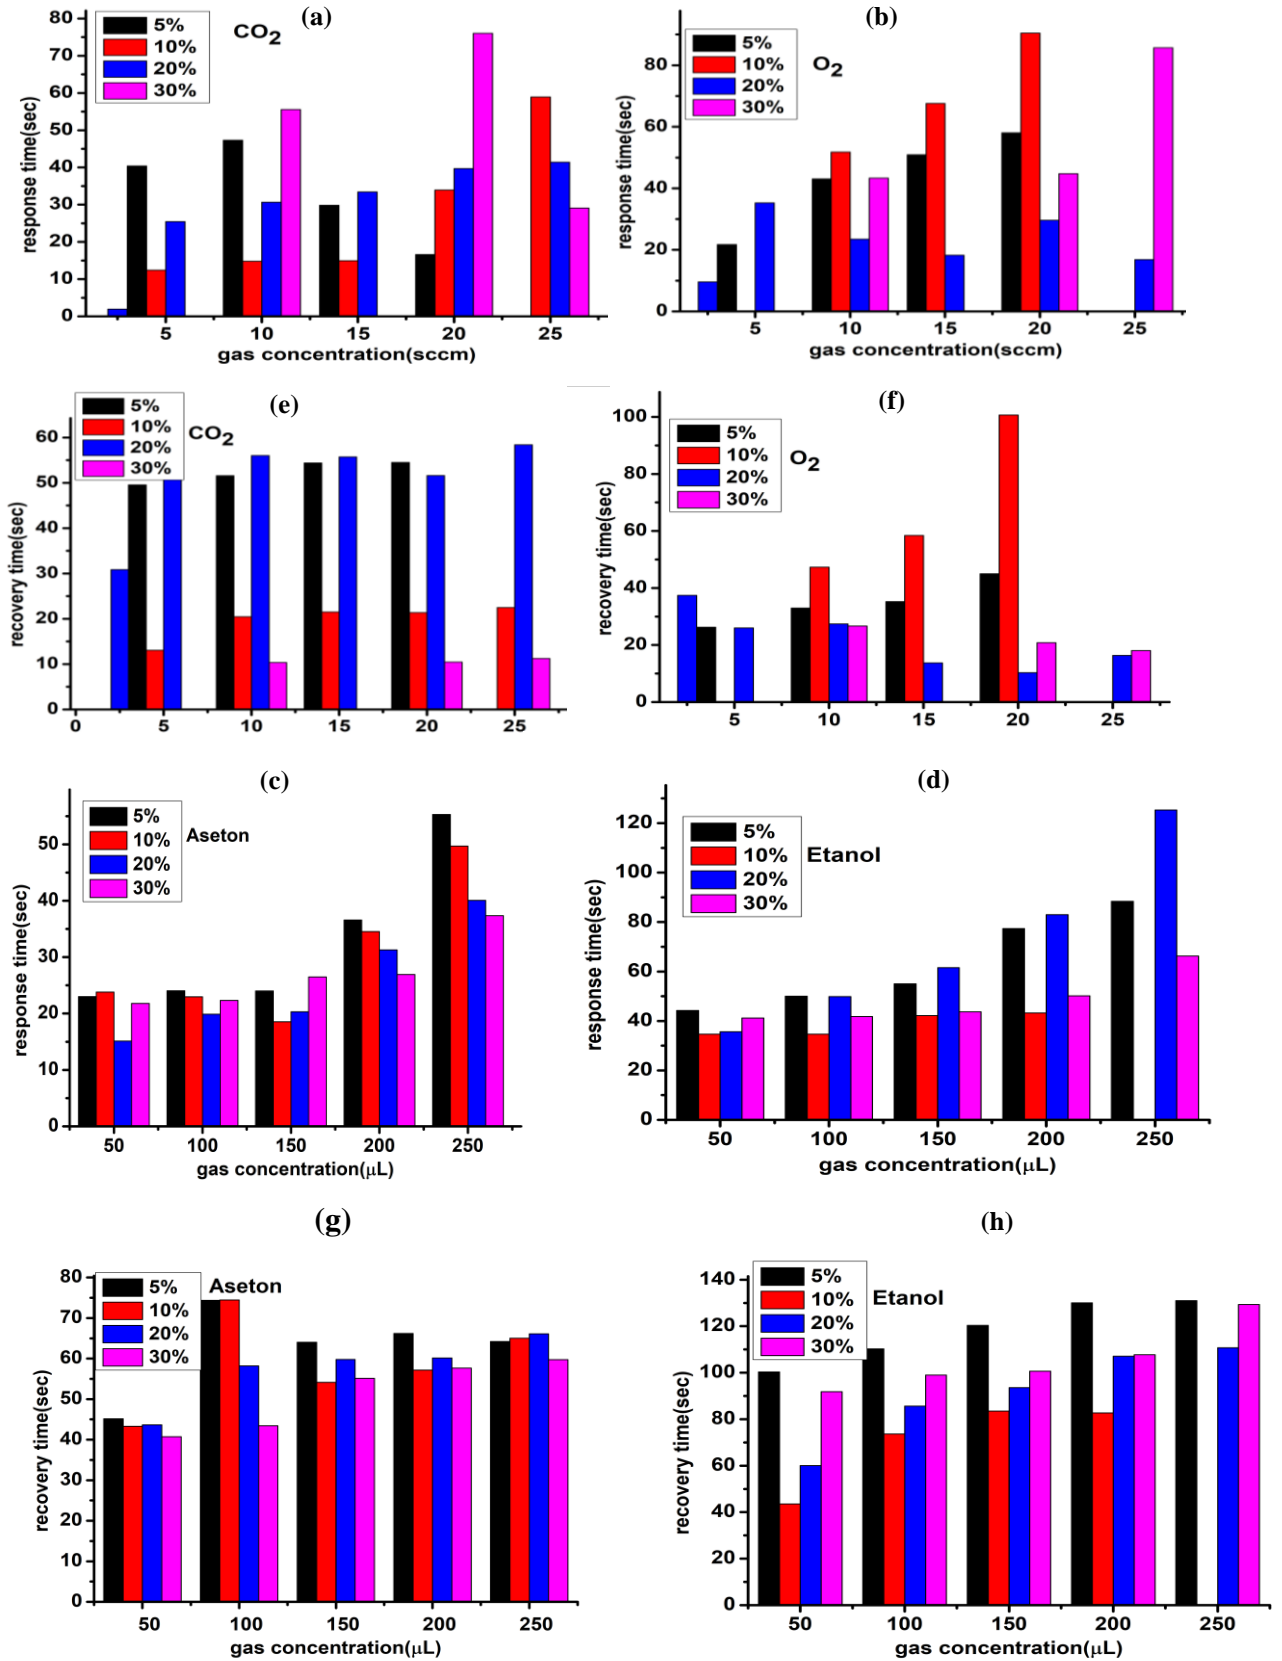 (a)
CO2
5%
10%
20%
30%
80
70
60
50
40
30
20
10
0
response time(sec)
5 10 15 20 25
gas concentration(sccm)
(b)
O2
5%
10%
20%
30%
80
60
40
20
0
response time(sec)
5 10 15 20 25
gas concentration(sccm)
(e)
CO2
5%
10%
20%
30%
60
50
40
30
20
10
0
recovery time(sec)
0 5 10 15 20 25
(f)
O2
5%
10%
20%
30%
100
80
60
40
20
0
recovery time(sec)
5 10 15 20 25
(c)
Aseton
5%
10%
20%
30%
50
40
30
20
10
0
response time(sec)
50 100 150 200 250
gas concentration(μL)
(d)
Etanol
5%
10%
20%
30%
120
100
80
60
40
20
0
response time(sec)
50 100 150 200 250
gas concentration(μL)
(g)
Aseton
5%
10%
20%
30%
80
70
60
50
40
30
20
10
0
recovery time(sec)
50 100 150 200 250
gas concentration(μL)
(h)
Etanol
5%
10%
20%
30%
140
120
100
80
60
40
20
0
recovery time(sec)
50 100 150 200 250
gas concentration(μL)